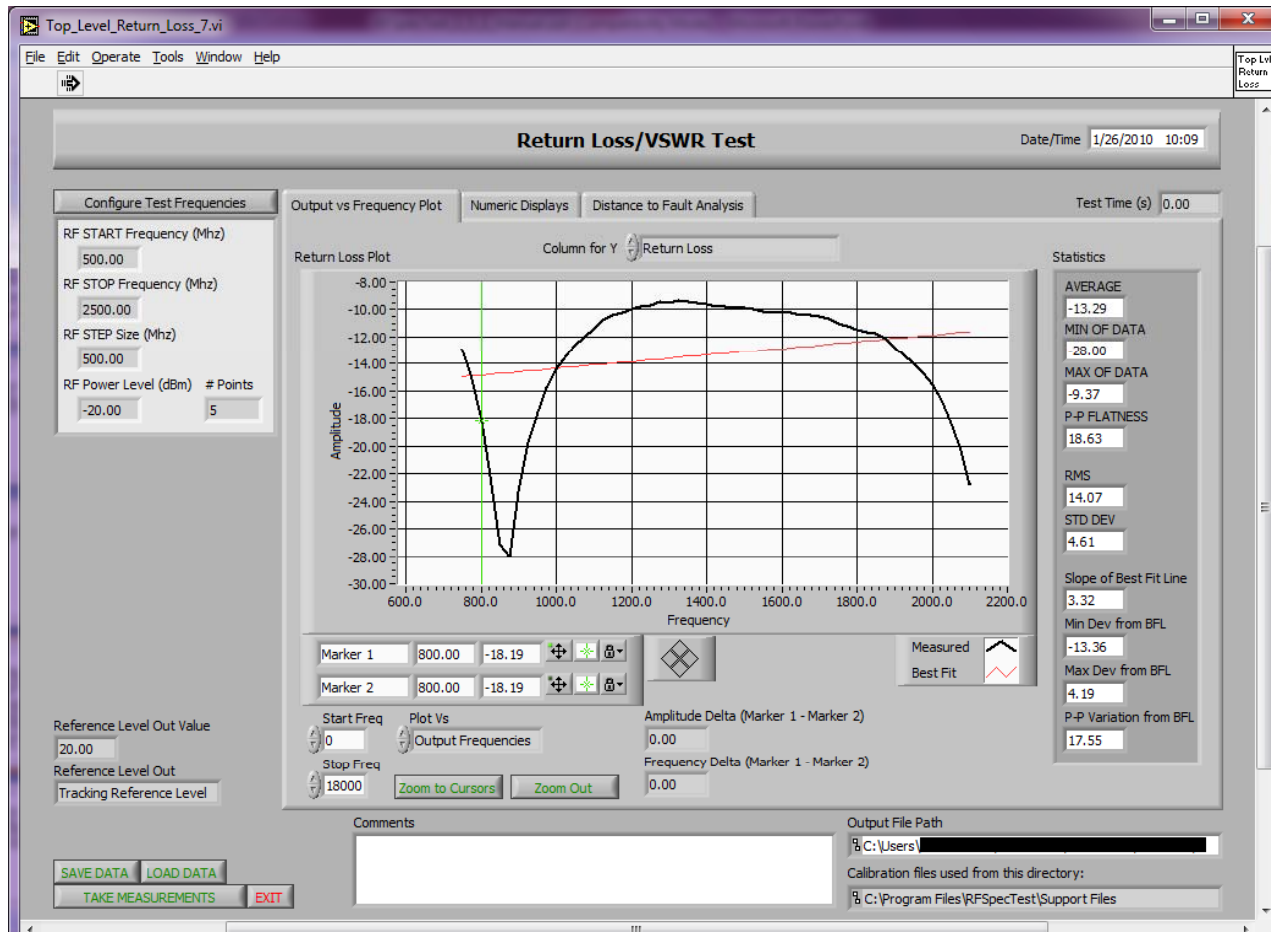 Top_Level_Return_Loss_7.vi
File Edit Operate Tools Window Help
Top Lvl
Return
Loss
Return Loss/VSWR Test
Date/Time 1/26/2010 10:09
Configure Test Frequencies
RF START Frequency (Mhz)
500.00
RF STOP Frequency (Mhz)
2500.00
RF STEP Size (Mhz)
500.00
RF Power Level (dBm) # Points
-20.00 5
Output vs Frequency Plot Numeric Displays Distance to Fault Analysis
Test Time (s) 0.00
Column for Y Return Loss
Return Loss Plot
-8.00
-10.00
-12.00
-14.00
-16.00
-18.00
-20.00
-22.00
-24.00
-26.00
-28.00
-30.00
Amplitude
600.0 800.0 1000.0 1200.0 1400.0 1600.0 1800.0 2000.0 2200.0
Frequency
Statistics
AVERAGE
-13.29
MIN OF DATA
-28.00
MAX OF DATA
-9.37
P-P FLATNESS
18.63
RMS
14.07
STD DEV
4.61
Slope of Best Fit Line
3.32
Min Dev from BFL
-13.36
Max Dev from BFL
4.19
P-P Variation from BFL
17.55
Marker 1 800.00 -18.19
Marker 2 800.00 -18.19
Measured
Best Fit
Start Freq Plot Vs
0 Output Frequencies
Stop Freq
18000 Zoom to Cursors Zoom Out
Amplitude Delta (Marker 1 - Marker 2)
0.00
Frequency Delta (Marker 1 - Marker 2)
0.00
Reference Level Out Value
20.00
Reference Level Out
Tracking Reference Level
SAVE DATA LOAD DATA
TAKE MEASUREMENTS EXIT
Comments
Output File Path
C:\Users\
Calibration files used from this directory:
C:\Program Files\RFSpecTest\Support Files